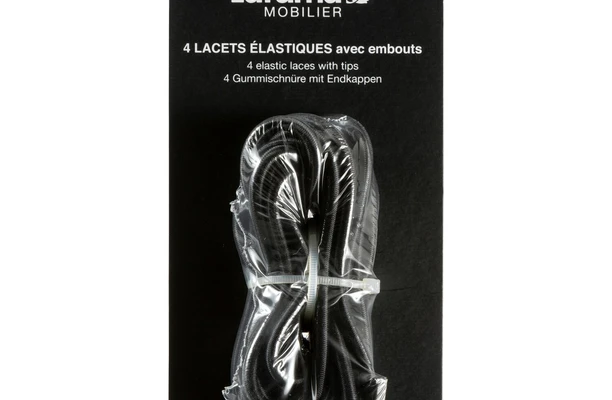 MOBILIER
4 LACETS ÉLASTIQUES avec embouts
4 elastic laces with tips
4 Gummischnüre mit Endkappen